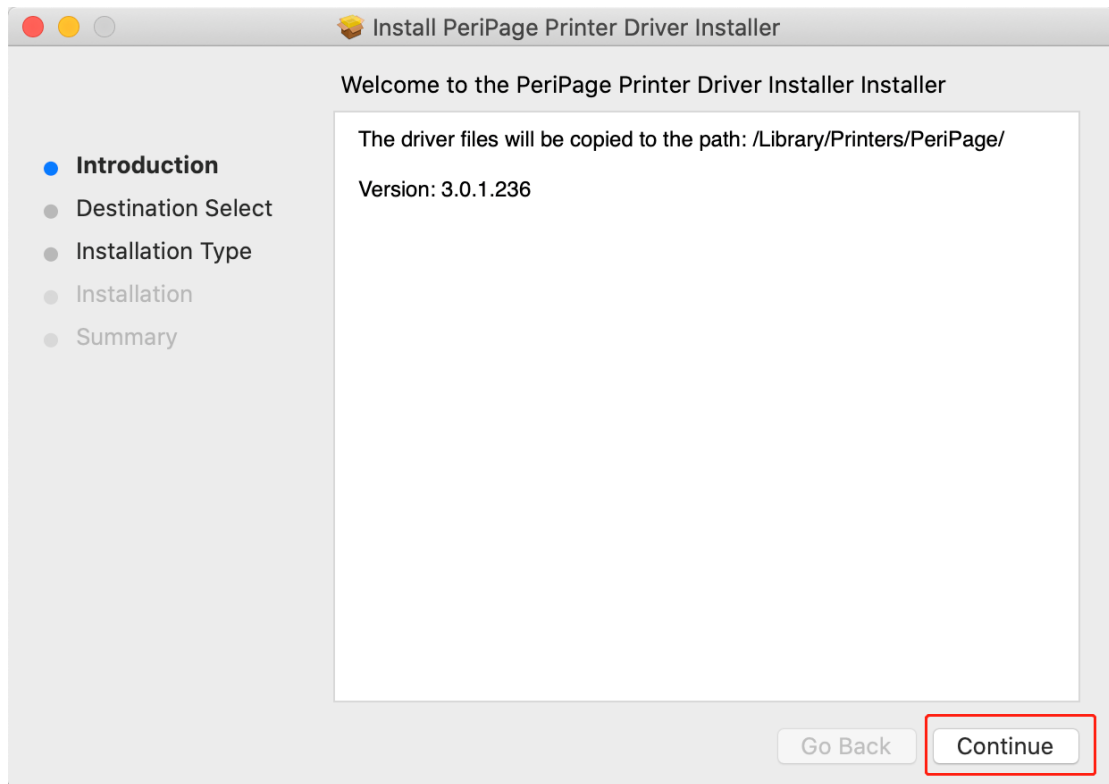 Install PeriPage Printer Driver Installer
Welcome to the PeriPage Printer Driver Installer Installer
Introduction
Destination Select
Installation Type
Installation
Summary
The driver files will be copied to the path: /Library/Printers/PeriPage/
Version: 3.0.1.236
Go Back
Continue